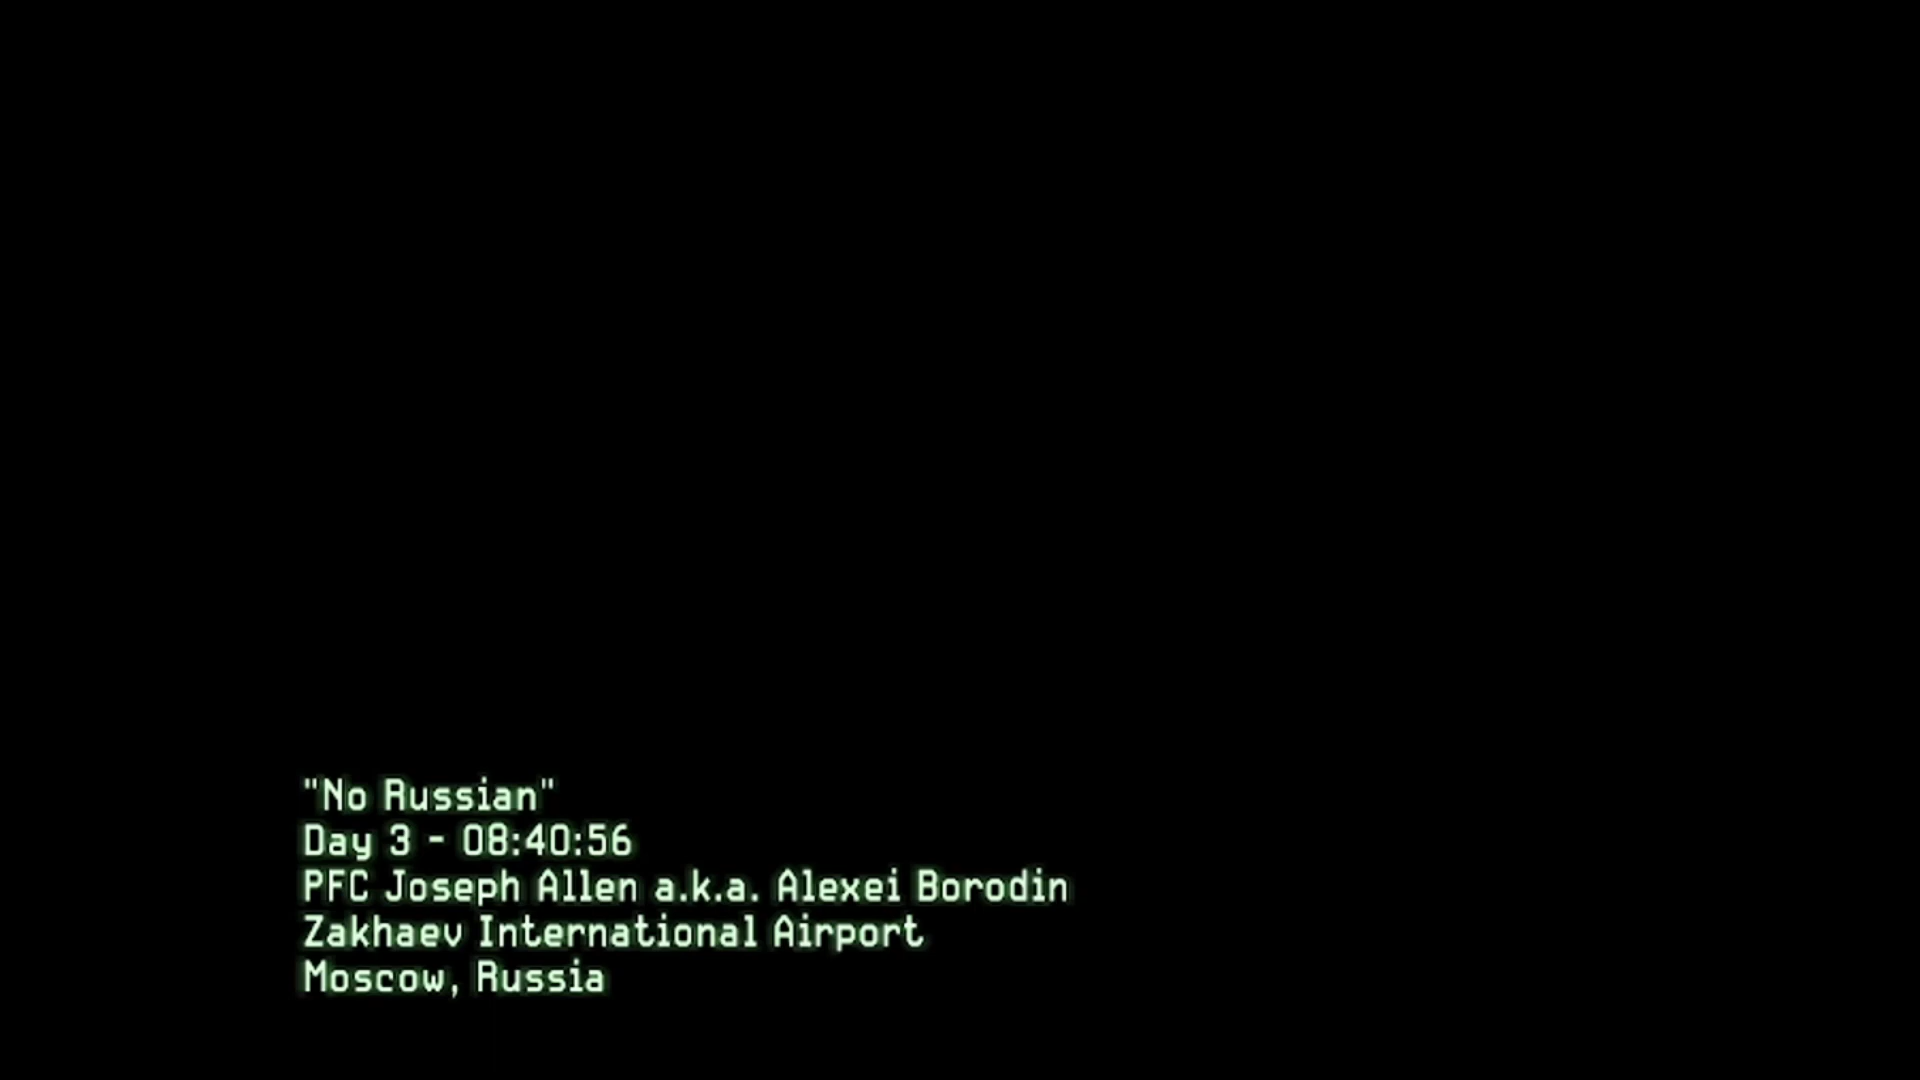 "No Russian"
Day 3 - 08:40:56
PFC Joseph Allen a.k.a. Alexei Borodin
Zakhaev International Airport
Moscow, Russia